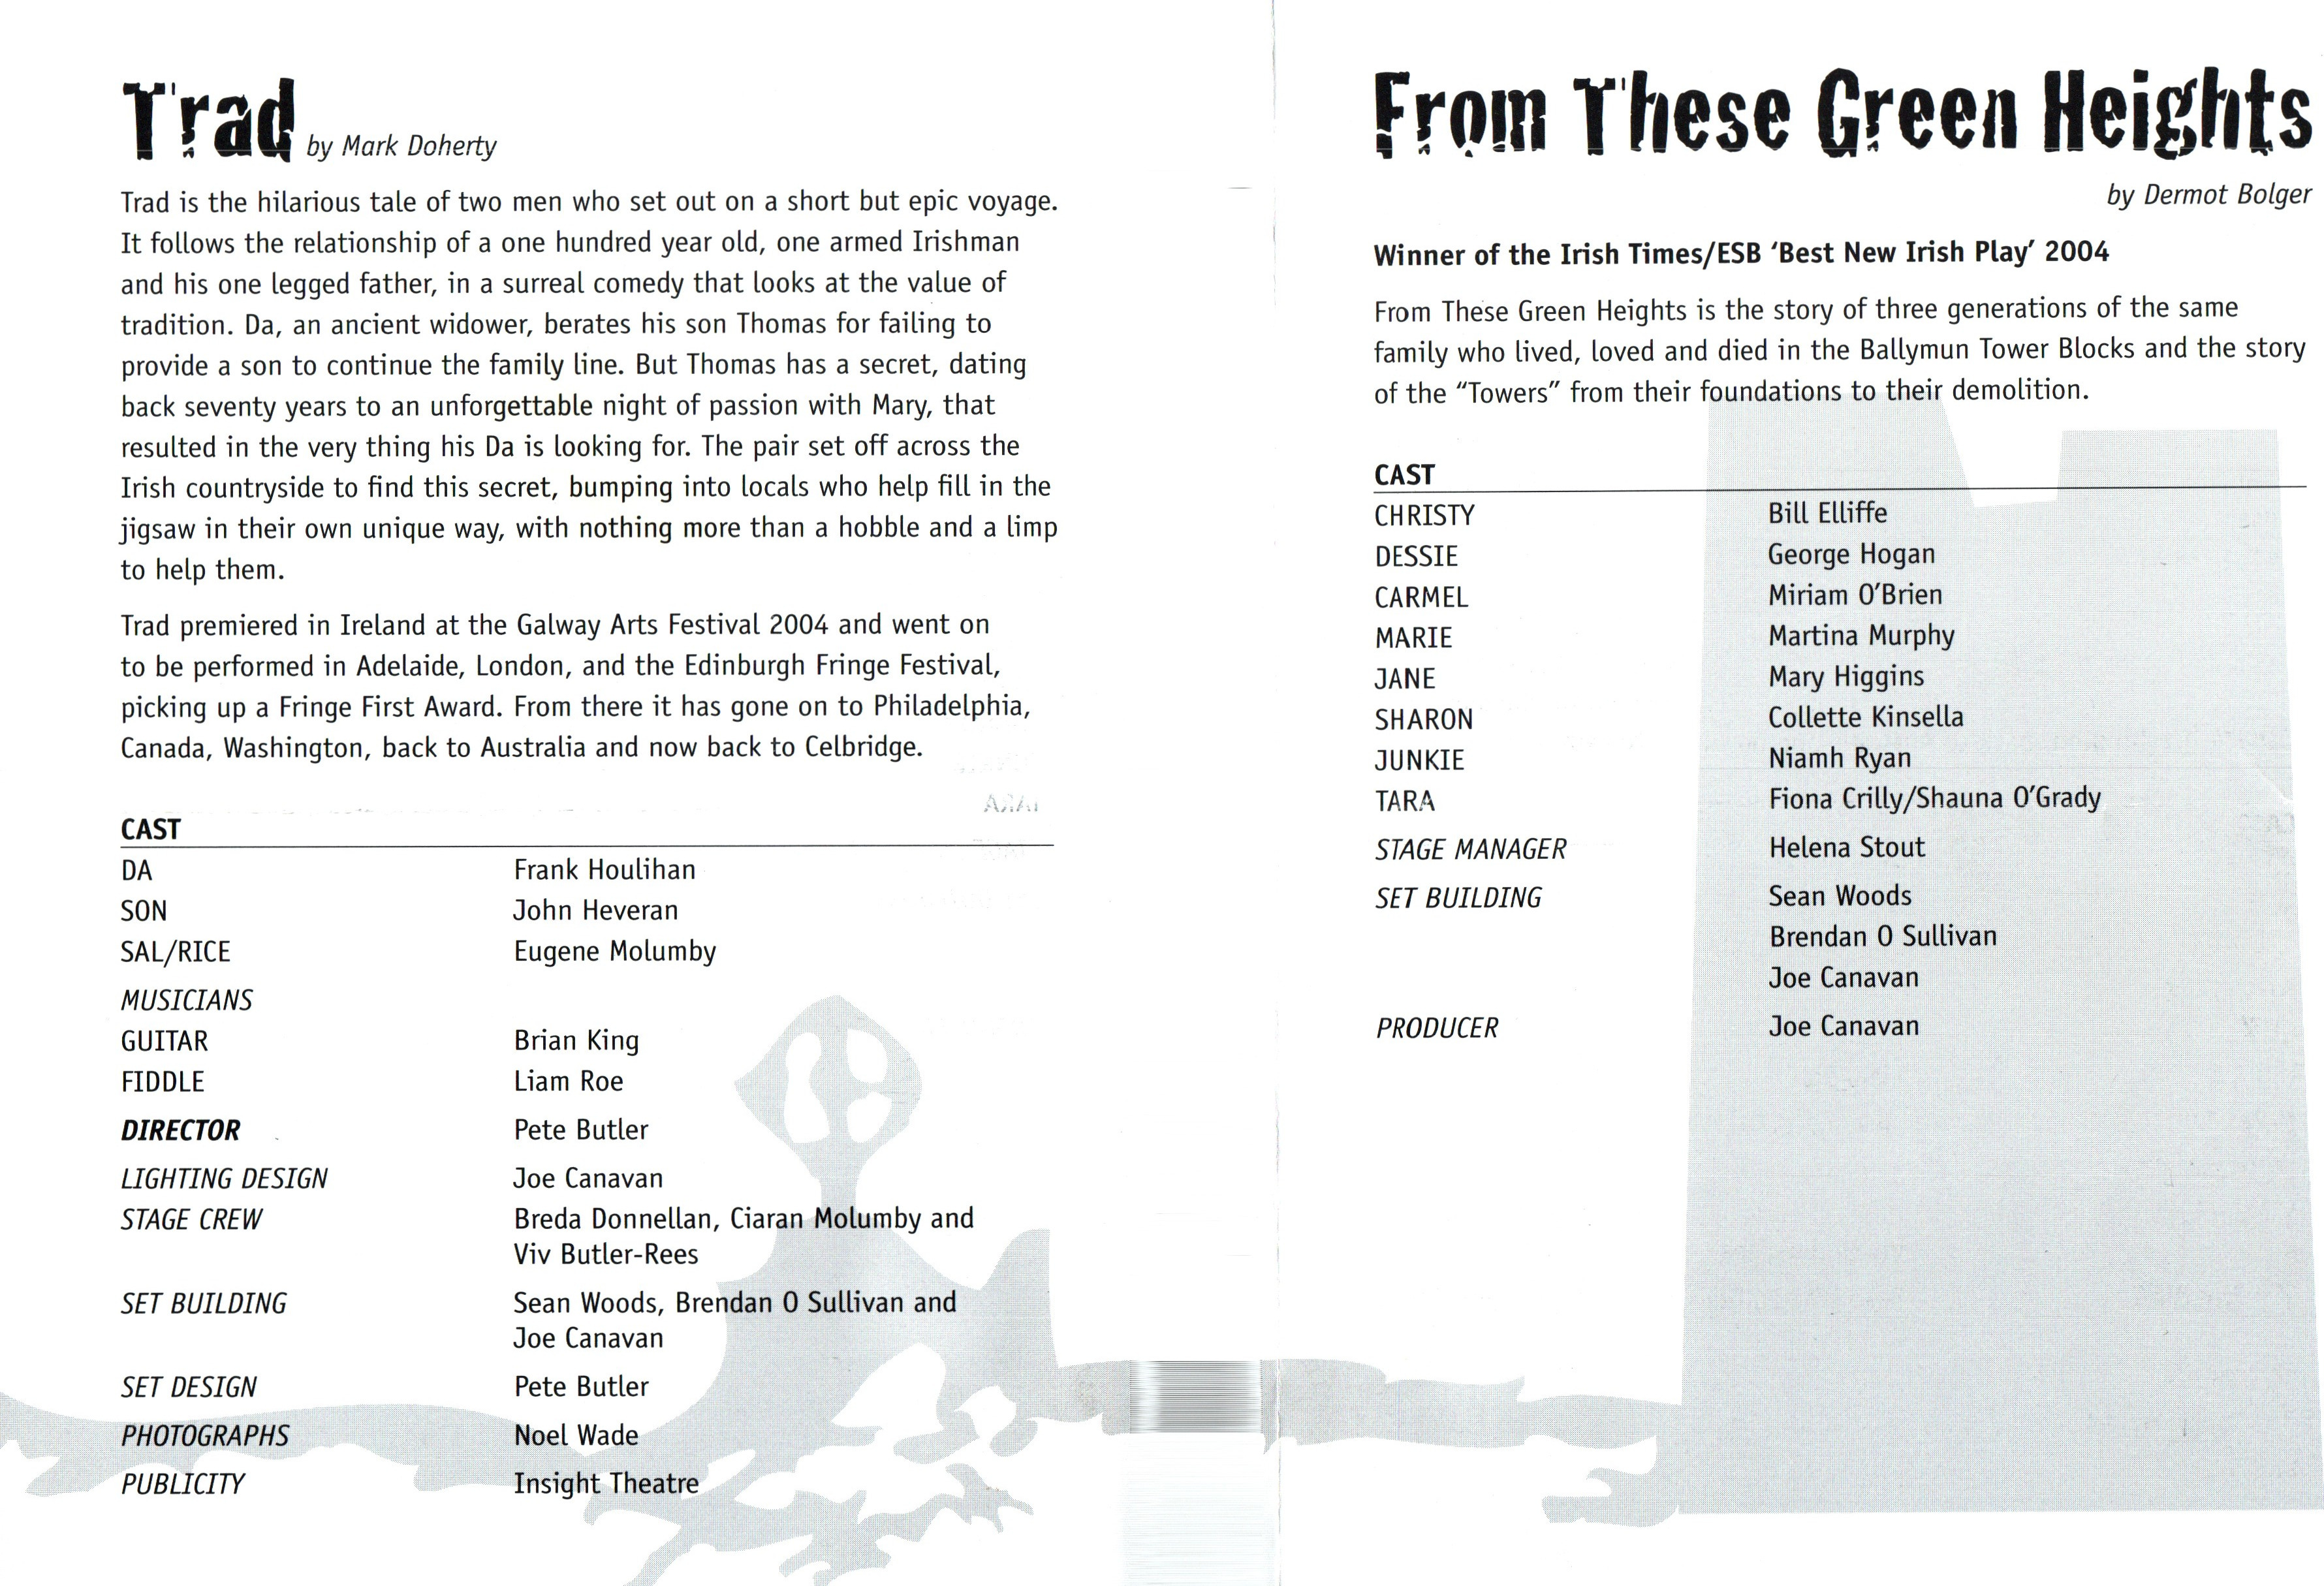 Trad by Mark Doherty
Trad is the hilarious tale of two men who set out on a short but epic voyage.
It follows the relationship of a one hundred year old, one armed Irishman
and his one legged father, in a surreal comedy that looks at the value of
tradition. Da, an ancient widower, berates his son Thomas for failing to
provide a son to continue the family line. But Thomas has a secret, dating
back seventy years to an unforgettable night of passion with Mary, that
resulted in the very thing his Da is looking for. The pair set off across the
Irish countryside to find this secret, bumping into locals who help fill in the
jigsaw in their own unique way, with nothing more than a hobble and a limp
to help them.
Trad premiered in Ireland at the Galway Arts Festival 2004 and went on
to be performed in Adelaide, London, and the Edinburgh Fringe Festival,
picking up a Fringe First Award. From there it has gone on to Philadelphia,
Canada, Washington, back to Australia and now back to Celbridge.
CAST
DA Frank Houlihan
SON John Heveran
SAL/RICE Eugene Molumby
MUSICIANS
GUITAR Brian King
FIDDLE Liam Roe
DIRECTOR Pete Butler
LIGHTING DESIGN Joe Canavan
STAGE CREW Breda Donnellan, Ciaran Molumby and
Viv Butler-Rees
SET BUILDING Sean Woods, Brendan O Sullivan and
Joe Canavan
SET DESIGN Pete Butler
PHOTOGRAPHS Noel Wade
PUBLICITY Insight Theatre
From These Green Heights
by Dermot Bolger
Winner of the Irish Times/ESB ‘Best New Irish Play’ 2004
From These Green Heights is the story of three generations of the same
family who lived, loved and died in the Ballymun Tower Blocks and the story
of the “Towers” from their foundations to their demolition.
CAST
CHRISTY Bill Elliffe
DESSIE George Hogan
CARMEL Miriam O’Brien
MARIE Martina Murphy
JANE Mary Higgins
SHARON Collette Kinsella
JUNKIE Niamh Ryan
TARA Fiona Crilly/Shauna O’Grady
STAGE MANAGER Helena Stout
SET BUILDING Sean Woods
Brendan O Sullivan
Joe Canavan
PRODUCER Joe Canavan